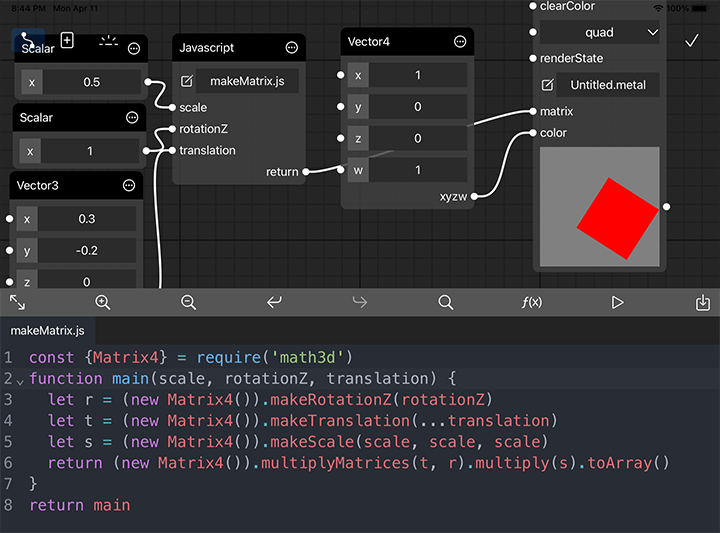 8:44 PM Mon Apr 11
100%
Scalar
x 0.5
Scalar
x 1
Vector3
x 0.3
y -0.2
z 0
Javascript
makeMatrix.js
scale
rotationZ
translation
return
Vector4
x 1
y 0
z 0
w 1
xyzw
clearColor
quad
renderState
Untitled.metal
matrix
color
f(x)
makeMatrix.js
1 const {Matrix4} = require('math3d')
2 function main(scale, rotationZ, translation) {
3 let r = (new Matrix4()).makeRotationZ(rotationZ)
4 let t = (new Matrix4()).makeTranslation(...translation)
5 let s = (new Matrix4()).makeScale(scale, scale, scale)
6 return (new Matrix4()).multiplyMatrices(t, r).multiply(s).toArray()
7 }
8 return main